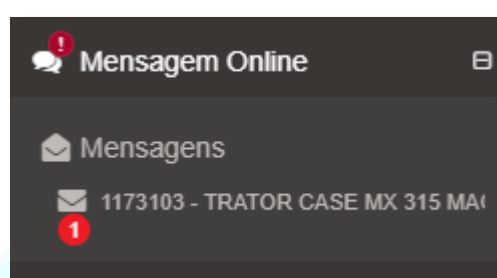 !
Mensagem Online
Mensagens
1173103 - TRATOR CASE MX 315
1